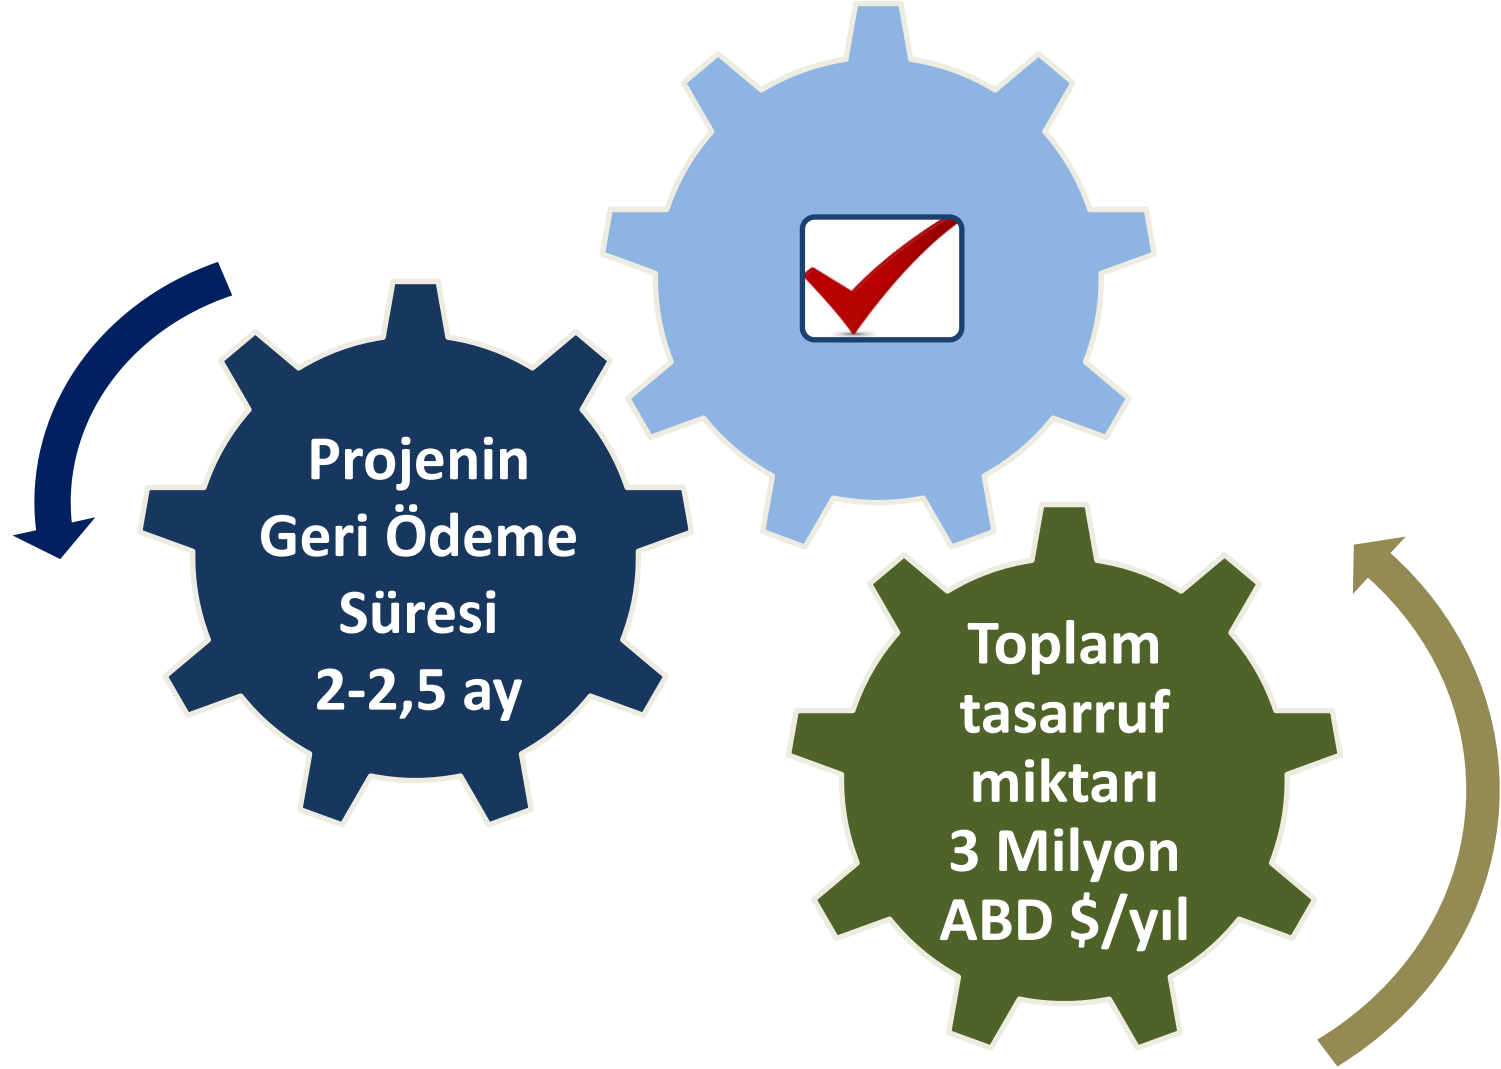 Projenin
Geri Ödeme
Süresi
2-2,5 ay
Toplam
tasarruf
miktarı
3 Milyon
ABD $/yıl